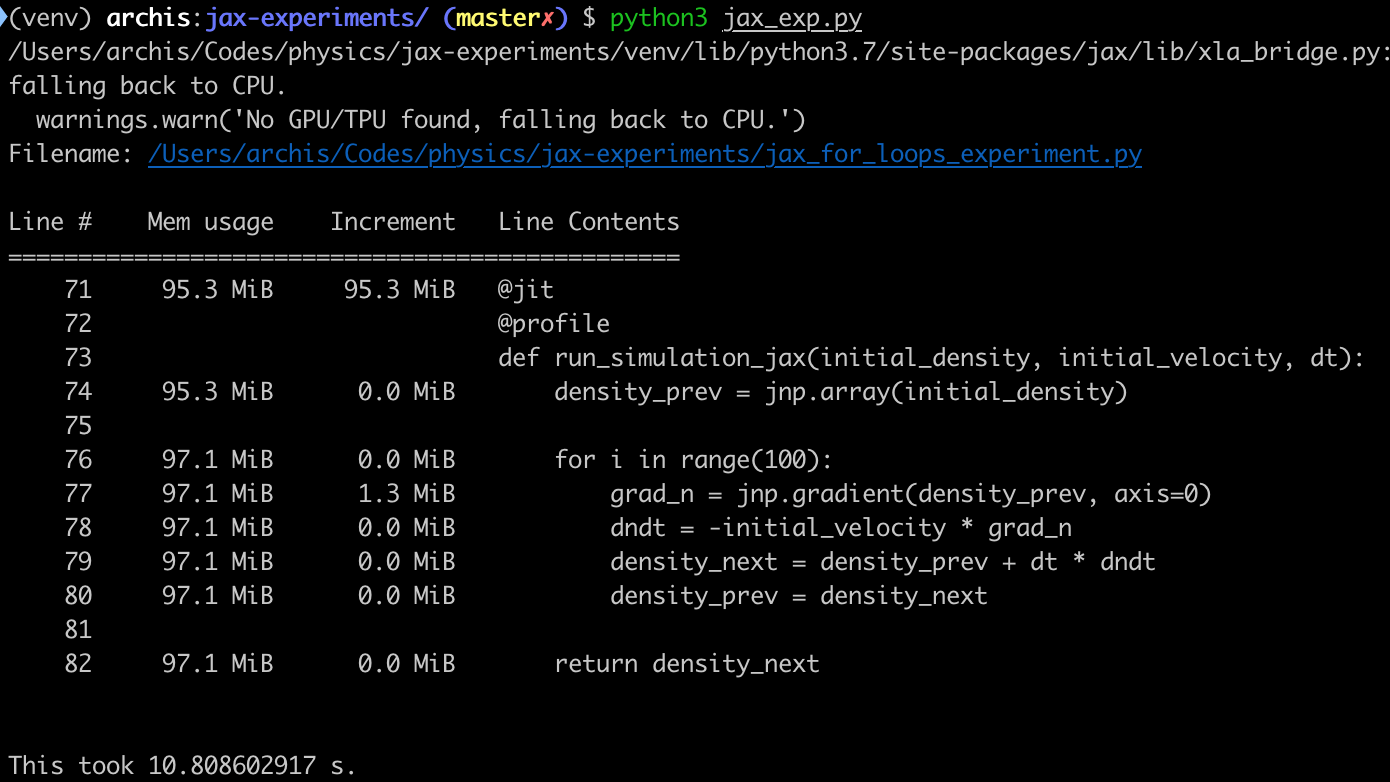 (venv) archis:jax-experiments/ (master✗) $ python3 jax_exp.py
/Users/archis/Codes/physics/jax-experiments/venv/lib/python3.7/site-packages/jax/lib/xla_bridge.py:
falling back to CPU.
  warnings.warn('No GPU/TPU found, falling back to CPU.')
Filename: /Users/archis/Codes/physics/jax-experiments/jax_for_loops_experiment.py
Line #    Mem usage    Increment   Line Contents
================================================
    71     95.3 MiB     95.3 MiB   @jit
    72                             @profile
    73                             def run_simulation_jax(initial_density, initial_velocity, dt):
    74     95.3 MiB      0.0 MiB       density_prev = jnp.array(initial_density)
    75
    76     97.1 MiB      0.0 MiB       for i in range(100):
    77     97.1 MiB      1.3 MiB           grad_n = jnp.gradient(density_prev, axis=0)
    78     97.1 MiB      0.0 MiB           dndt = -initial_velocity * grad_n
    79     97.1 MiB      0.0 MiB           density_next = density_prev + dt * dndt
    80     97.1 MiB      0.0 MiB           density_prev = density_next
    81
    82     97.1 MiB      0.0 MiB       return density_next
This took 10.808602917 s.